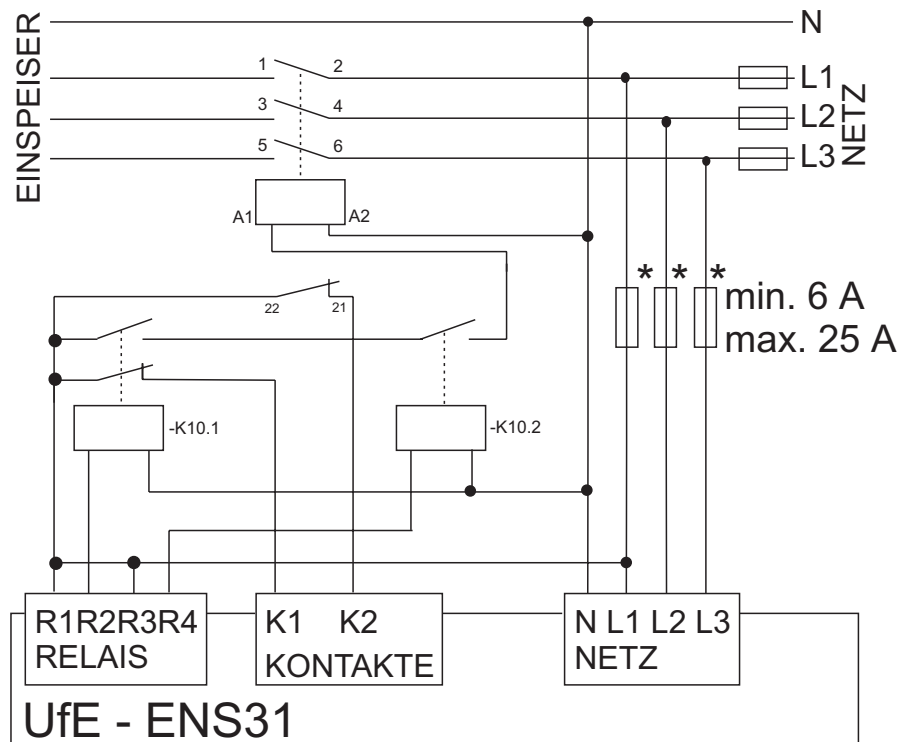 EINSPEISER
N
1 2
L1
3 4
L2
5 6
L3
NETZ
A1 A2
22 21
* * *
min. 6 A
max. 25 A
-K10.1
-K10.2
R1R2R3R4
RELAIS
K1 K2
KONTAKTE
N L1 L2 L3
NETZ
UfE - ENS31